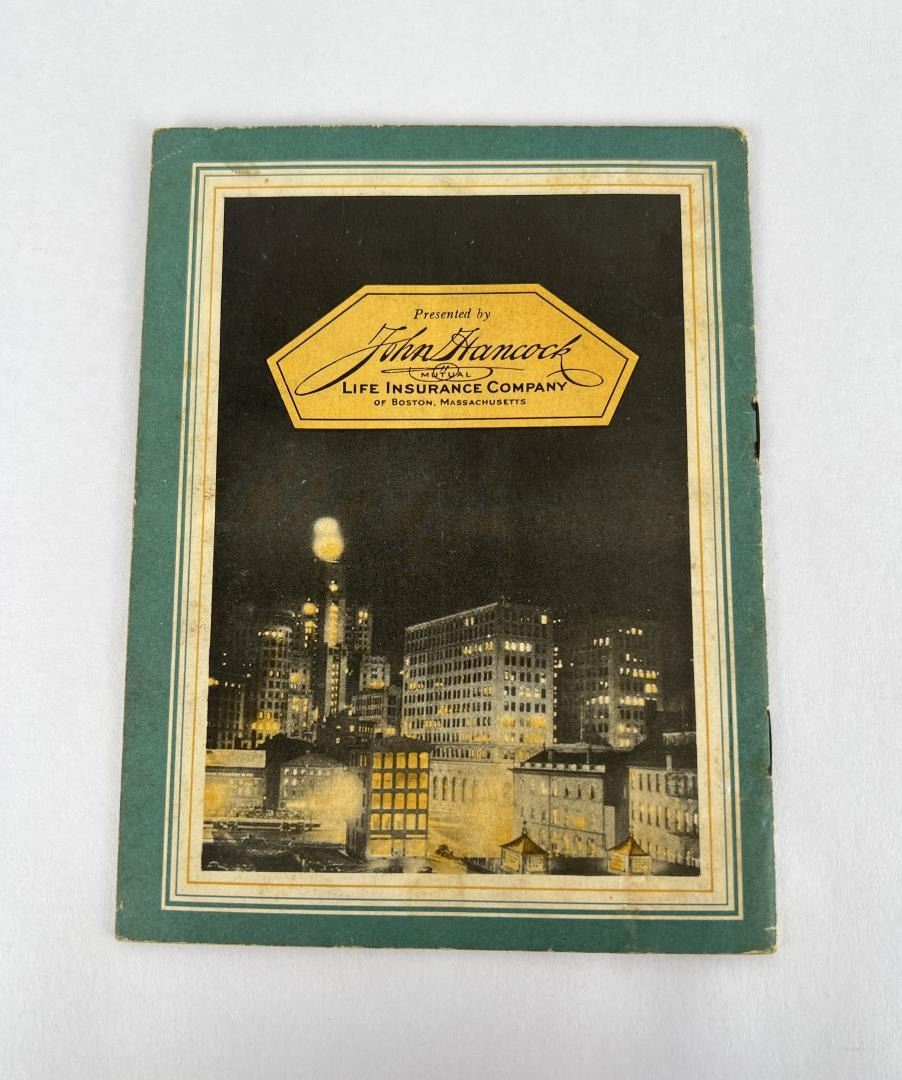 Presented by
John Hancock
MUTUAL
LIFE INSURANCE COMPANY
OF BOSTON, MASSACHUSETTS